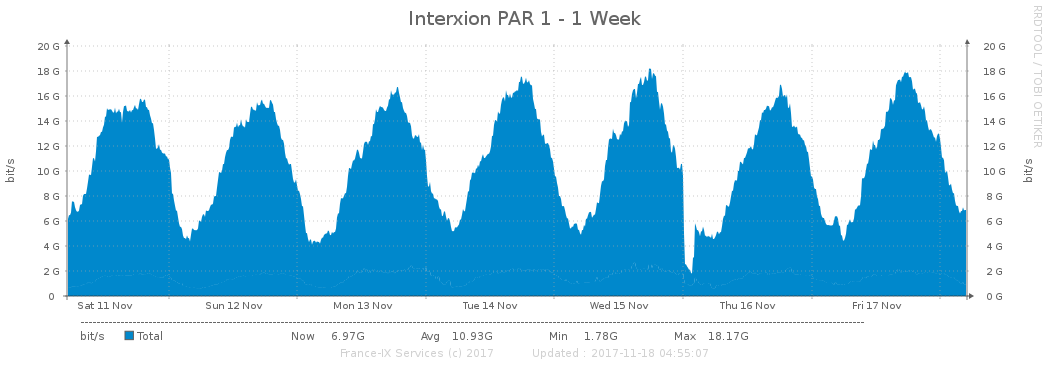 Interxion PAR 1 - 1 Week
RRDTOOL / TOBI OETIKER
20 G 20 G
18 G 18 G
16 G 16 G
14 G 14 G
12 G 12 G
10 G 10 G
8 G 8 G
6 G 6 G
4 G 4 G
2 G 2 G
0 0 G
bit/s bit/s
Sat 11 Nov Sun 12 Nov Mon 13 Nov Tue 14 Nov Wed 15 Nov Thu 16 Nov Fri 17 Nov
bit/s Total Now 6.97G Avg 10.93G Min 1.78G Max 18.17G
France-IX Services (c) 2017 Updated : 2017-11-18 04:55:07